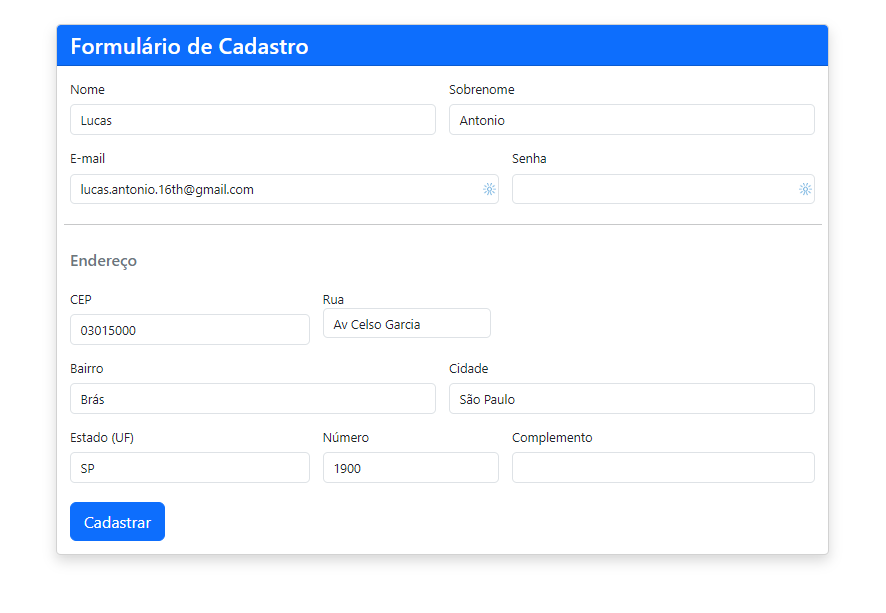 Formulário de Cadastro
Nome Sobrenome
Lucas Antonio
E-mail Senha
lucas.antonio.16th@gmail.com
Endereço
CEP Rua
03015000 Av Celso Garcia
Bairro Cidade
Brás São Paulo
Estado (UF) Número Complemento
SP 1900
Cadastrar